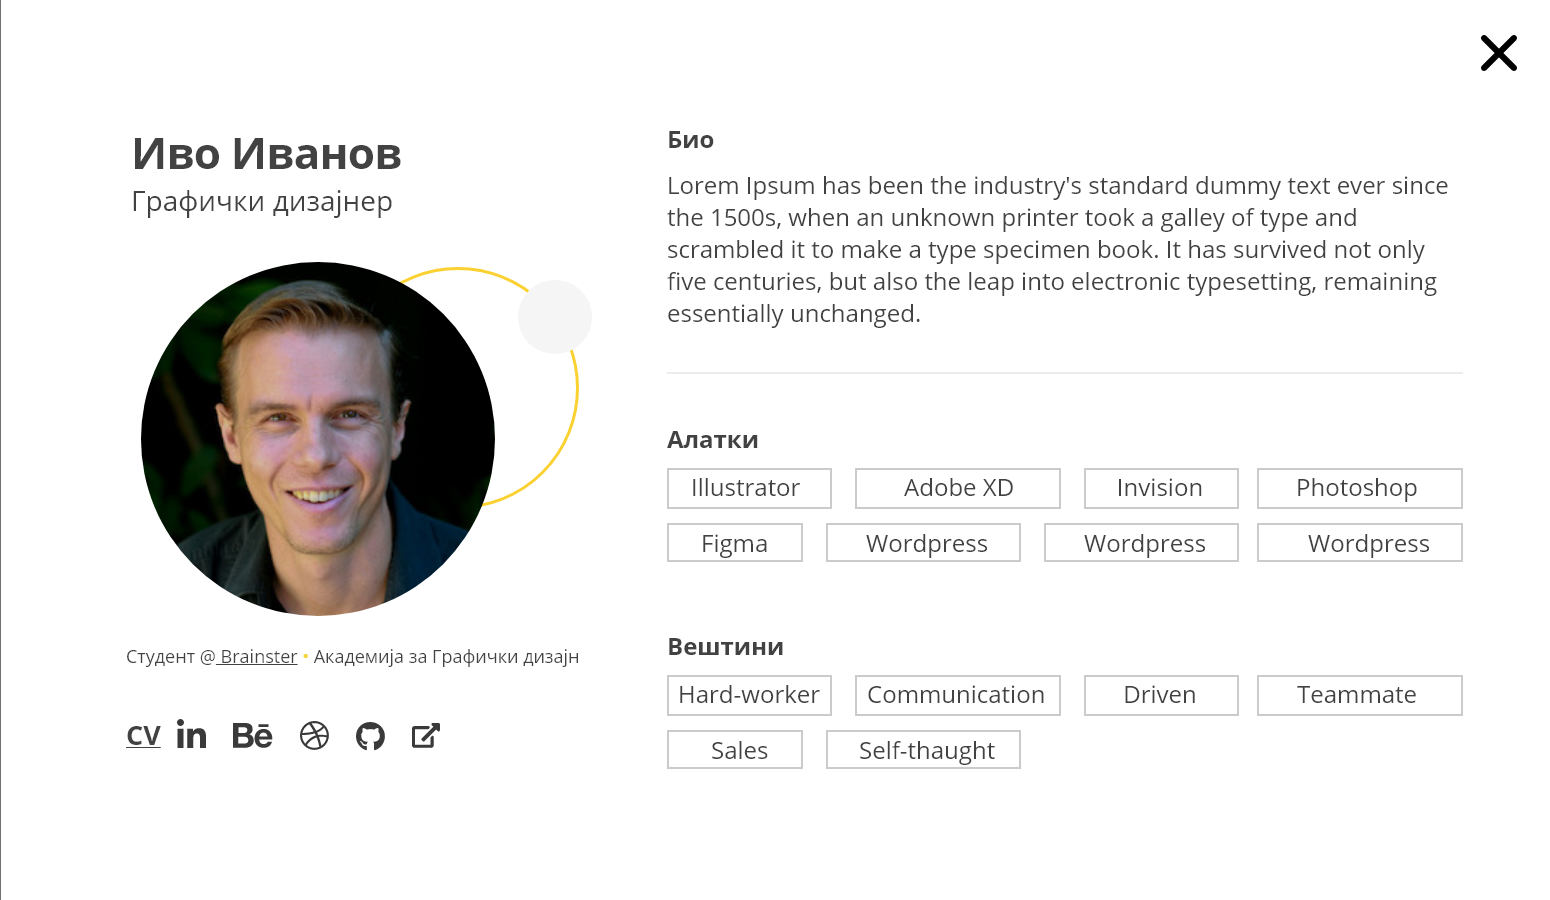 Иво Иванов
Графички дизајнер
Студент @ Brainster • Академија за Графички дизајн
CV in Bē
Био
Lorem Ipsum has been the industry's standard dummy text ever since
the 1500s, when an unknown printer took a galley of type and
scrambled it to make a type specimen book. It has survived not only
five centuries, but also the leap into electronic typesetting, remaining
essentially unchanged.
Алатки
Illustrator Adobe XD Invision Photoshop
Figma Wordpress Wordpress Wordpress
Вештини
Hard-worker Communication Driven Teammate
Sales Self-thaught